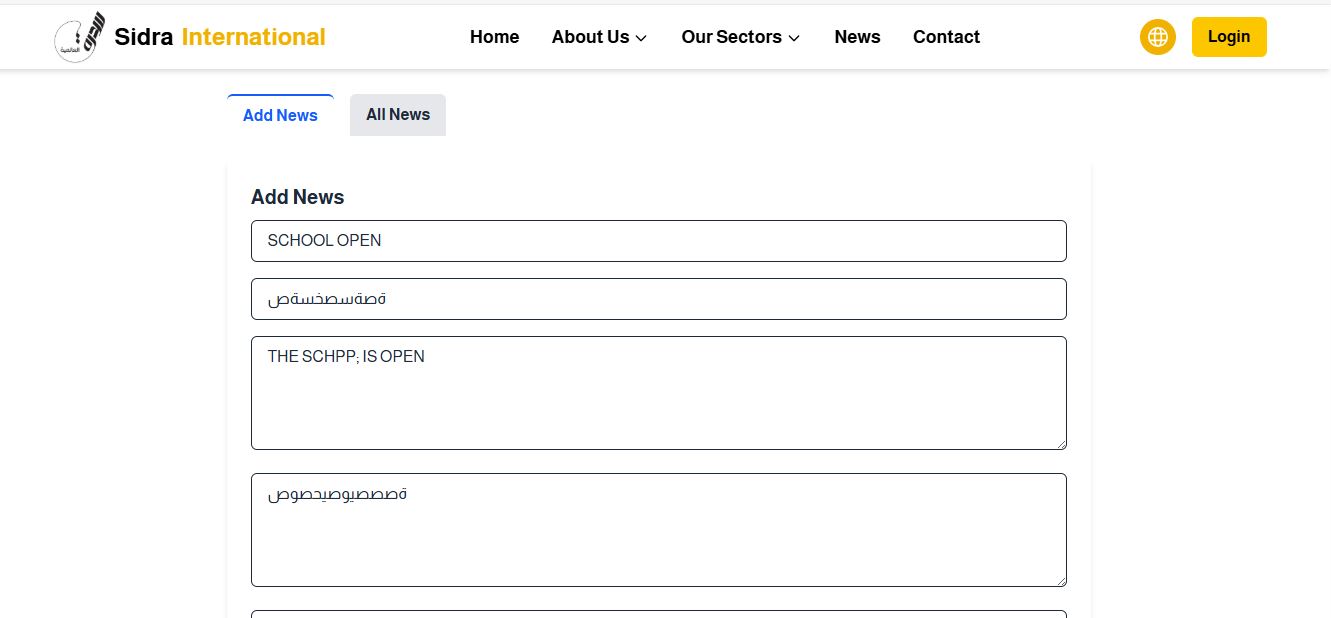 Sidra International
Home
About Us
Our Sectors
News
Contact
Login
Add News
All News
Add News
SCHOOL OPEN
ةصةسصخسةص
THE SCHPP; IS OPEN
ةصصصيوصيحصوص